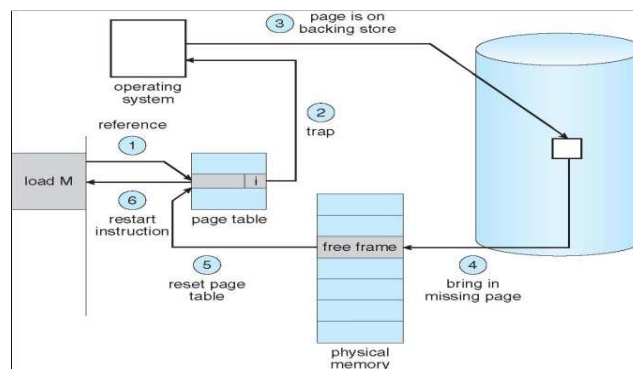 3
page is on
backing store
operating
system
2
trap
reference
1
load M
i
6
restart
instruction
page table
5
reset page
table
free frame
4
bring in
missing page
physical
memory